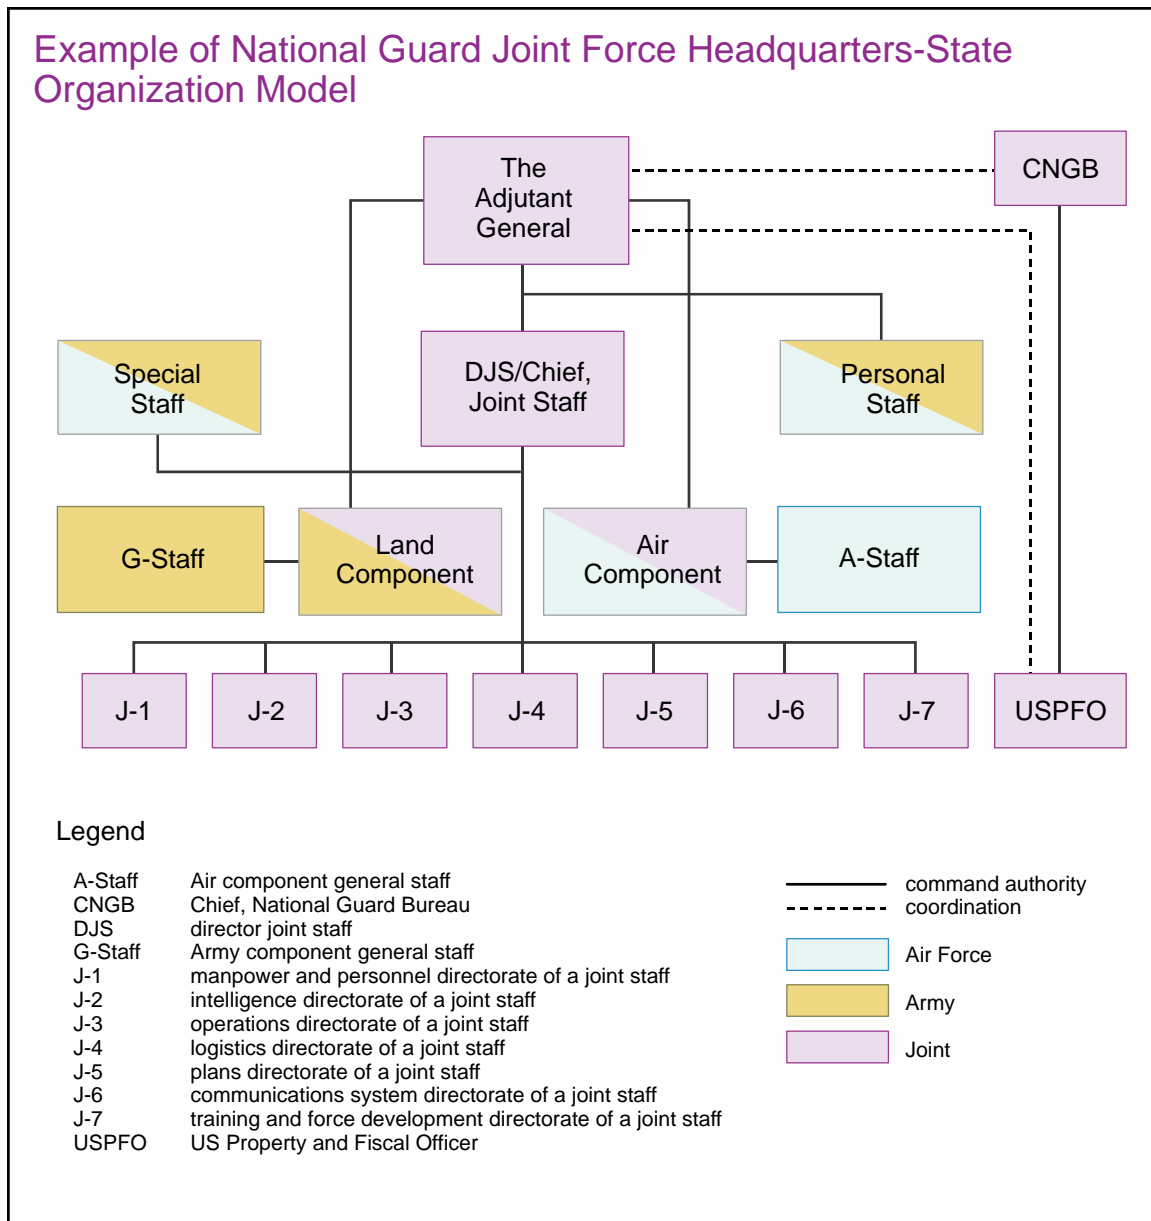 Example of National Guard Joint Force Headquarters-State
Organization Model
The
Adjutant
General
CNGB
Special
Staff
DJS/Chief,
Joint Staff
Personal
Staff
G-Staff
Land
Component
Air
Component
A-Staff
J-1
J-2
J-3
J-4
J-5
J-6
J-7
USPFO
Legend
A-Staff Air component general staff
CNGB Chief, National Guard Bureau
DJS director joint staff
G-Staff Army component general staff
J-1 manpower and personnel directorate of a joint staff
J-2 intelligence directorate of a joint staff
J-3 operations directorate of a joint staff
J-4 logistics directorate of a joint staff
J-5 plans directorate of a joint staff
J-6 communications system directorate of a joint staff
J-7 training and force development directorate of a joint staff
USPFO US Property and Fiscal Officer
command authority
coordination
Air Force
Army
Joint